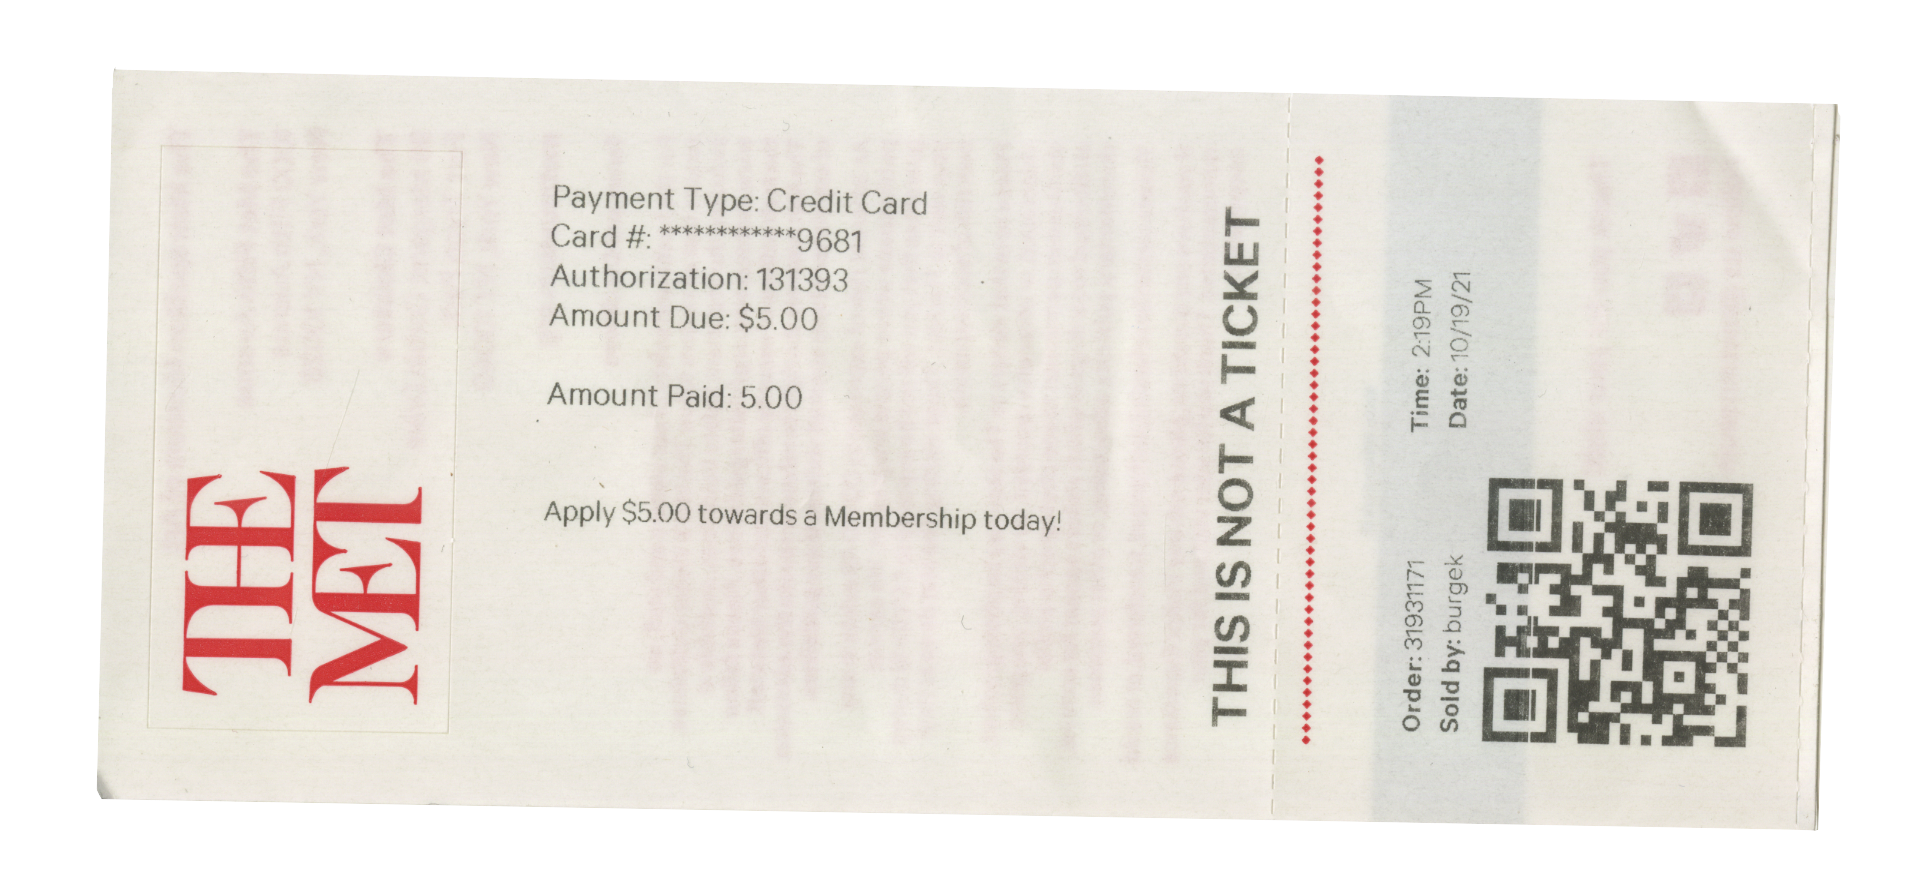 THE
MET
Payment Type: Credit Card
Card #: ************9681
Authorization: 131393
Amount Due: $5.00
Amount Paid: 5.00
Apply $5.00 towards a Membership today!
THIS IS NOT A TICKET
Order: 31931171
Sold by: burgek
Time: 2:19PM
Date: 10/19/21